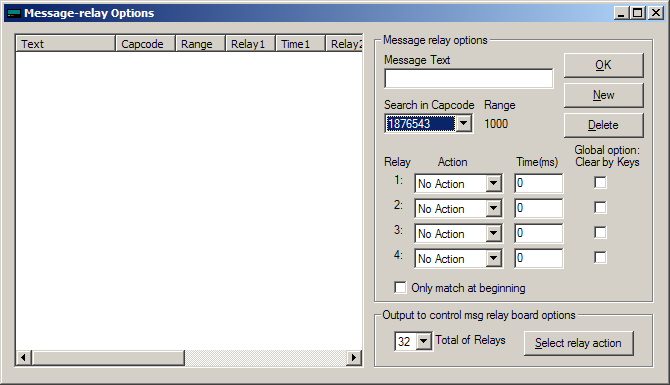 Message-relay Options
Text Capcode Range Relay1 Time1 Relay2
Message relay options
Message Text
OK
New
Search in Capcode Range
1876543 1000
Delete
Global option:
Relay Action Time(ms) Clear by Keys
1: No Action 0
2: No Action 0
3: No Action 0
4: No Action 0
Only match at beginning
Output to control msg relay board options
32 Total of Relays Select relay action